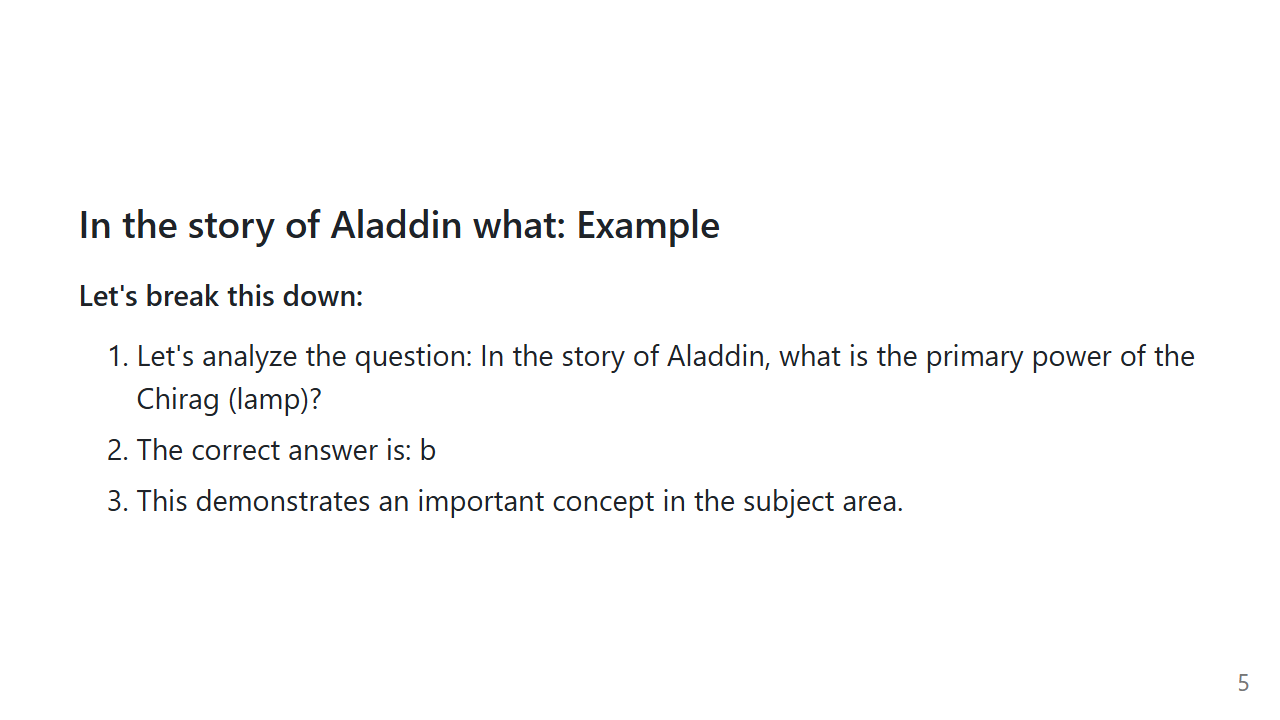 In the story of Aladdin what: Example
Let's break this down:
1. Let's analyze the question: In the story of Aladdin, what is the primary power of the
Chirag (lamp)?
2. The correct answer is: b
3. This demonstrates an important concept in the subject area.
5